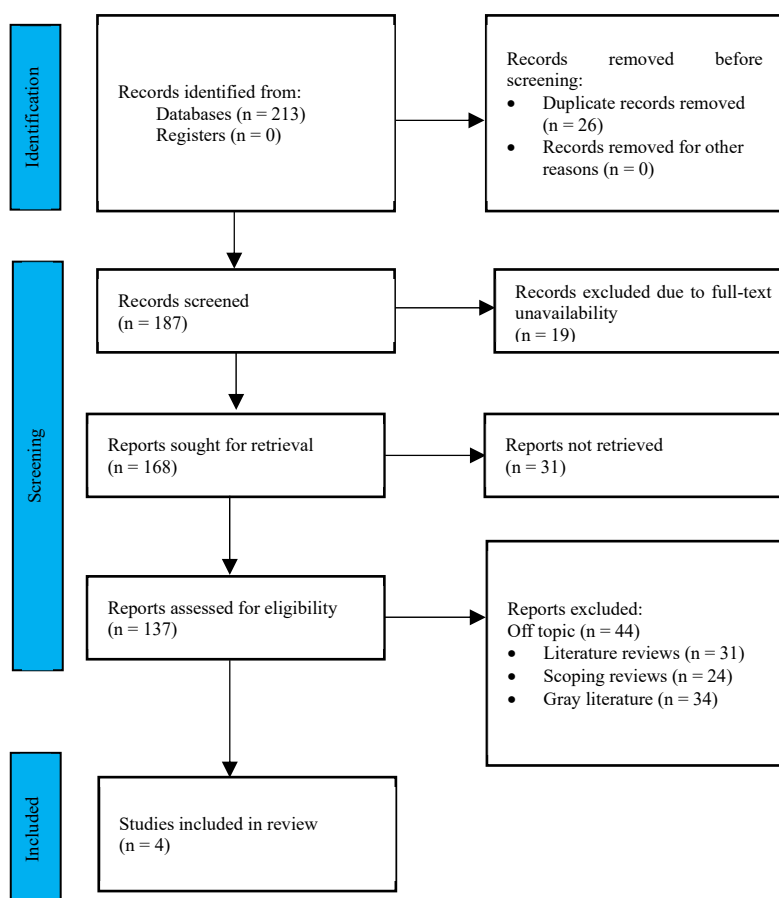 Identification
Records identified from:
Databases (n = 213)
Registers (n = 0)
Records removed before
screening:
• Duplicate records removed
(n = 26)
• Records removed for other
reasons (n = 0)
Screening
Records screened
(n = 187)
Records excluded due to full-text
unavailability
(n = 19)
Reports sought for retrieval
(n = 168)
Reports not retrieved
(n = 31)
Reports assessed for eligibility
(n = 137)
Reports excluded:
Off topic (n = 44)
• Literature reviews (n = 31)
• Scoping reviews (n = 24)
• Gray literature (n = 34)
Included
Studies included in review
(n = 4)